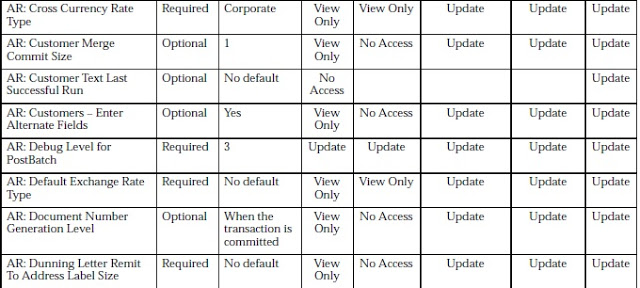 AR: Cross Currency Rate Type Required Corporate View Only View Only Update Update Update
AR: Customer Merge Commit Size Optional 1 View Only No Access Update Update Update
AR: Customer Text Last Successful Run Optional No default No Access Update
AR: Customers – Enter Alternate Fields Optional Yes View Only No Access Update Update Update
AR: Debug Level for PostBatch Required 3 Update Update Update Update Update
AR: Default Exchange Rate Type Required No default View Only View Only Update Update Update
AR: Document Number Generation Level Optional When the transaction is committed View Only No Access Update Update Update
AR: Dunning Letter Remit To Address Label Size Required No default View Only No Access Update Update Update